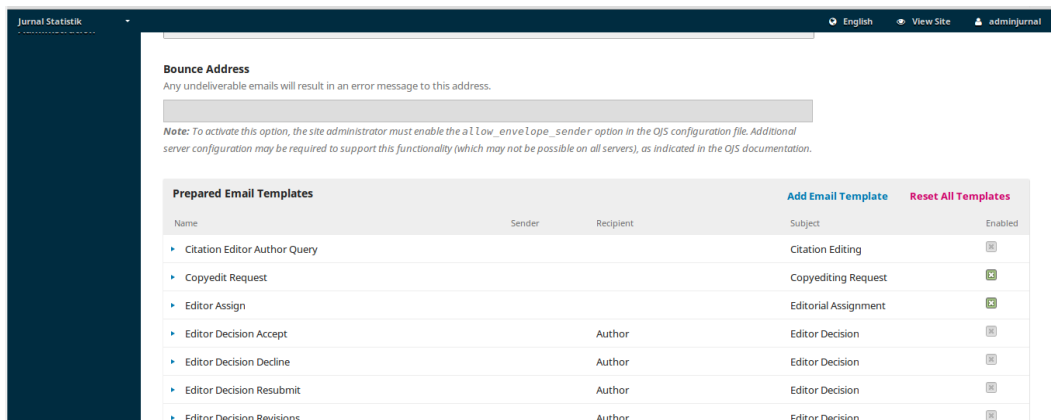 Jurnal Statistik
English
View Site
adminjurnal
Bounce Address
Any undeliverable emails will result in an error message to this address.
Note: To activate this option, the site administrator must enable the allow_envelope_sender option in the OJS configuration file. Additional
server configuration may be required to support this functionality (which may not be possible on all servers), as indicated in the OJS documentation.
Prepared Email Templates
Add Email Template
Reset All Templates
Name Sender Recipient Subject Enabled
Citation Editor Author Query Citation Editing
Copyedit Request Copyediting Request
Editor Assign Editorial Assignment
Editor Decision Accept Author Editor Decision
Editor Decision Decline Author Editor Decision
Editor Decision Resubmit Author Editor Decision
Editor Decision Revisions Author Editor Decision